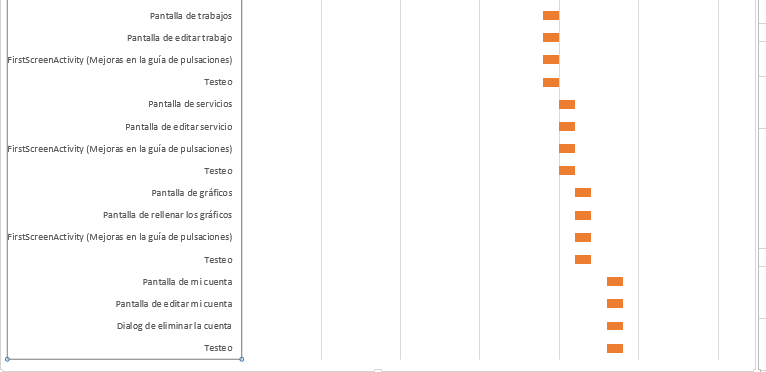 Pantalla de trabajos
Pantalla de editar trabajo
FirstScreenActivity (Mejoras en la guía de pulsaciones)
Testeo
Pantalla de servicios
Pantalla de editar servicio
FirstScreenActivity (Mejoras en la guía de pulsaciones)
Testeo
Pantalla de gráficos
Pantalla de rellenar los gráficos
FirstScreenActivity (Mejoras en la guía de pulsaciones)
Testeo
Pantalla de mi cuenta
Pantalla de editar mi cuenta
Dialog de eliminar la cuenta
Testeo